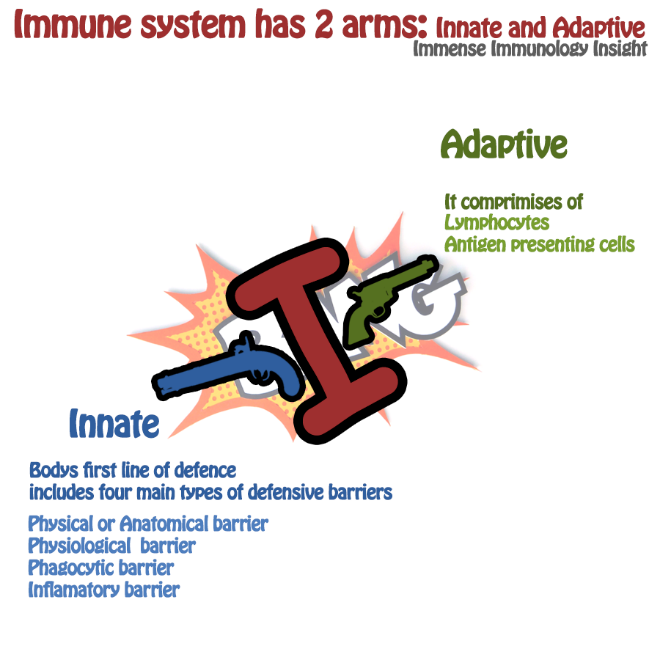 Immune system has 2 arms: Innate and Adaptive
Immense Immunology Insight
Adaptive
It comprimises of
Lymphocytes
Antigen presenting cells
BANG
I
Innate
Bodys first line of defence
includes four main types of defensive barriers
Physical or Anatomical barrier
Physiological barrier
Phagocytic barrier
Inflamatory barrier